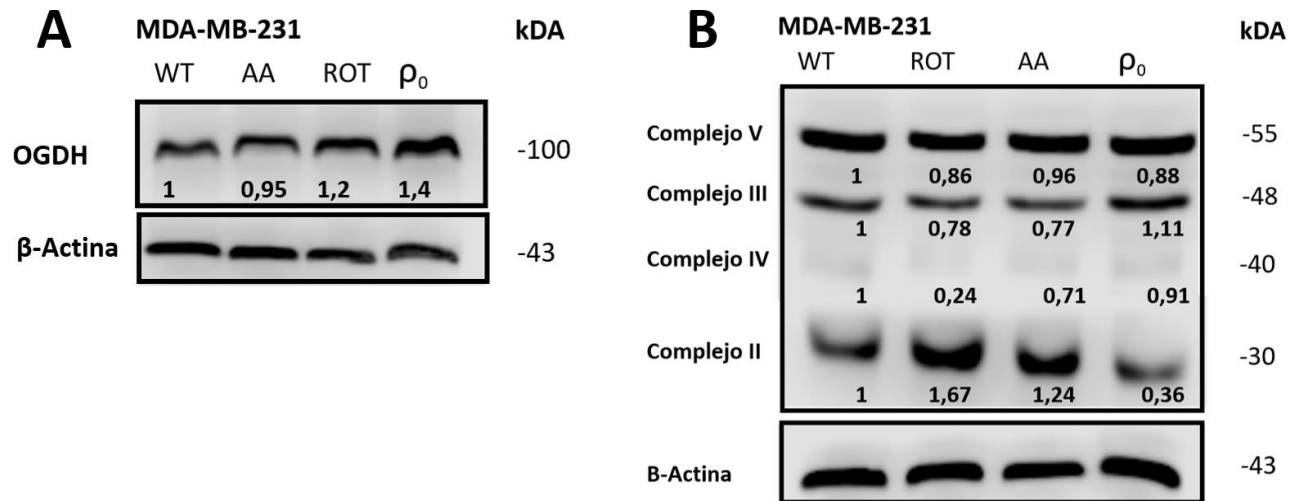 A
MDA-MB-231 kDA
WT AA ROT ρ0
OGDH -100
1 0,95 1,2 1,4
β-Actina -43
B
MDA-MB-231 kDA
WT ROT AA ρ0
Complejo V -55
1 0,86 0,96 0,88
Complejo III -48
1 0,78 0,77 1,11
Complejo IV -40
1 0,24 0,71 0,91
Complejo II -30
1 1,67 1,24 0,36
B-Actina -43